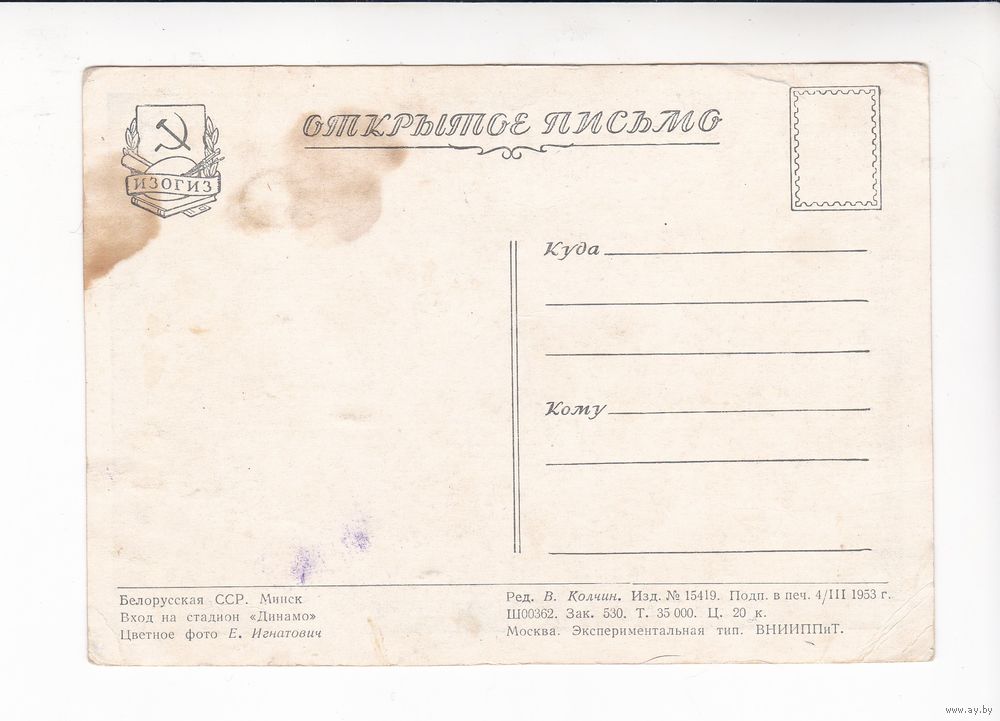 ОТКРЫТОЕ ПИСЬМО
ИЗОГИЗ
Куда
Кому
Белорусская ССР. Минск
Вход на стадион «Динамо»
Цветное фото Е. Игнатович
Ред. В. Колчин. Изд. № 15419. Подп. в печ. 4/III 1953 г.
Ш00362. Зак. 530. Т. 35 000. Ц. 20 к.
Москва. Экспериментальная тип. ВНИИППиТ.
www.ay.by